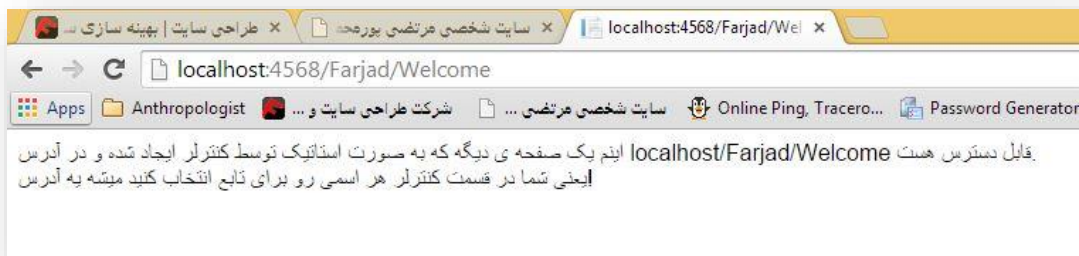 طراحی سایت | بهینه سازی س...
سایت شخصی مرتضی پورمحمد
localhost:4568/Farjad/Wel
localhost:4568/Farjad/Welcome
Apps
Anthropologist
شرکت طراحی سایت و ...
سایت شخصی مرتضی ...
Online Ping, Tracero...
Password Generator
اینم یک صفحه ی دیگه که به صورت استاتیک توسط کنترلر ایجاد شده و در آدرس localhost/Farjad/Welcome قابل دسترس هست.
یعنی شما در قسمت کنترلر هر اسمی رو برای تابع انتخاب کنید میشه یه آدرس!